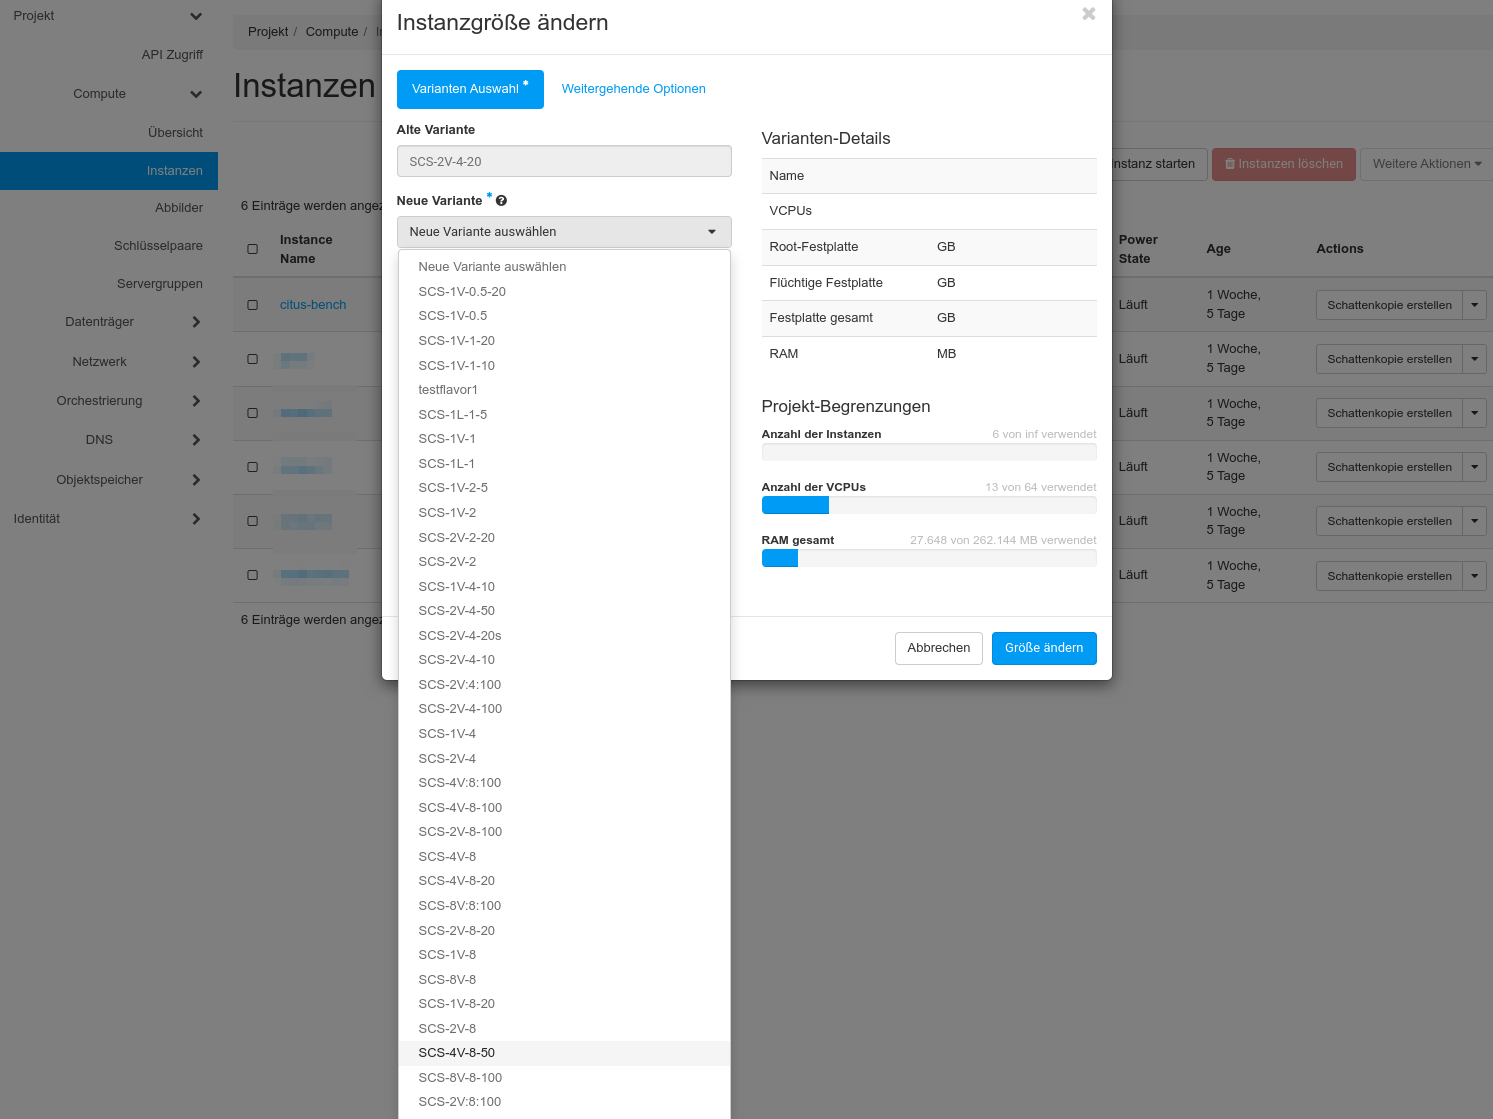 Projekt
API Zugriff
Compute
Übersicht
Instanzen
Abbilder
Schlüsselpaare
Servergruppen
Datenträger
Netzwerk
Orchestrierung
DNS
Objektspeicher
Identität
Projekt / Compute /
Instanzen
6 Einträge werden
Instance
Name
citus-bench
6 Einträge werden
Instanzgröße ändern
✖
Varianten Auswahl *
Weitergehende Optionen
Alte Variante
SCS-2V-4-20
Neue Variante *
Neue Variante auswählen
Neue Variante auswählen
SCS-1V-0.5-20
SCS-1V-0.5
SCS-1V-1-20
SCS-1V-1-10
testflavor1
SCS-1L-1-5
SCS-1V-1
SCS-1L-1
SCS-1V-2-5
SCS-1V-2
SCS-2V-2-20
SCS-2V-2
SCS-1V-4-10
SCS-2V-4-50
SCS-2V-4-20s
SCS-2V-4-10
SCS-2V:4:100
SCS-2V-4-100
SCS-1V-4
SCS-2V-4
SCS-4V:8:100
SCS-4V-8-100
SCS-2V-8-100
SCS-4V-8
SCS-4V-8-20
SCS-8V:8:100
SCS-2V-8-20
SCS-1V-8
SCS-8V-8
SCS-1V-8-20
SCS-2V-8
SCS-4V-8-50
SCS-8V-8-100
SCS-2V:8:100
Varianten-Details
Name
VCPUs
Root-Festplatte GB
Flüchtige Festplatte GB
Festplatte gesamt GB
RAM MB
Projekt-Begrenzungen
Anzahl der Instanzen 6 von inf verwendet
Anzahl der VCPUs 13 von 64 verwendet
RAM gesamt 27.648 von 262.144 MB verwendet
Abbrechen
Größe ändern
starten
Instanzen löschen
Weitere Aktionen
Power
State
Age
Actions
Läuft
1 Woche,
5 Tage
Schattenkopie erstellen
Läuft
1 Woche,
5 Tage
Schattenkopie erstellen
Läuft
1 Woche,
5 Tage
Schattenkopie erstellen
Läuft
1 Woche,
5 Tage
Schattenkopie erstellen
Läuft
1 Woche,
5 Tage
Schattenkopie erstellen
Läuft
1 Woche,
5 Tage
Schattenkopie erstellen